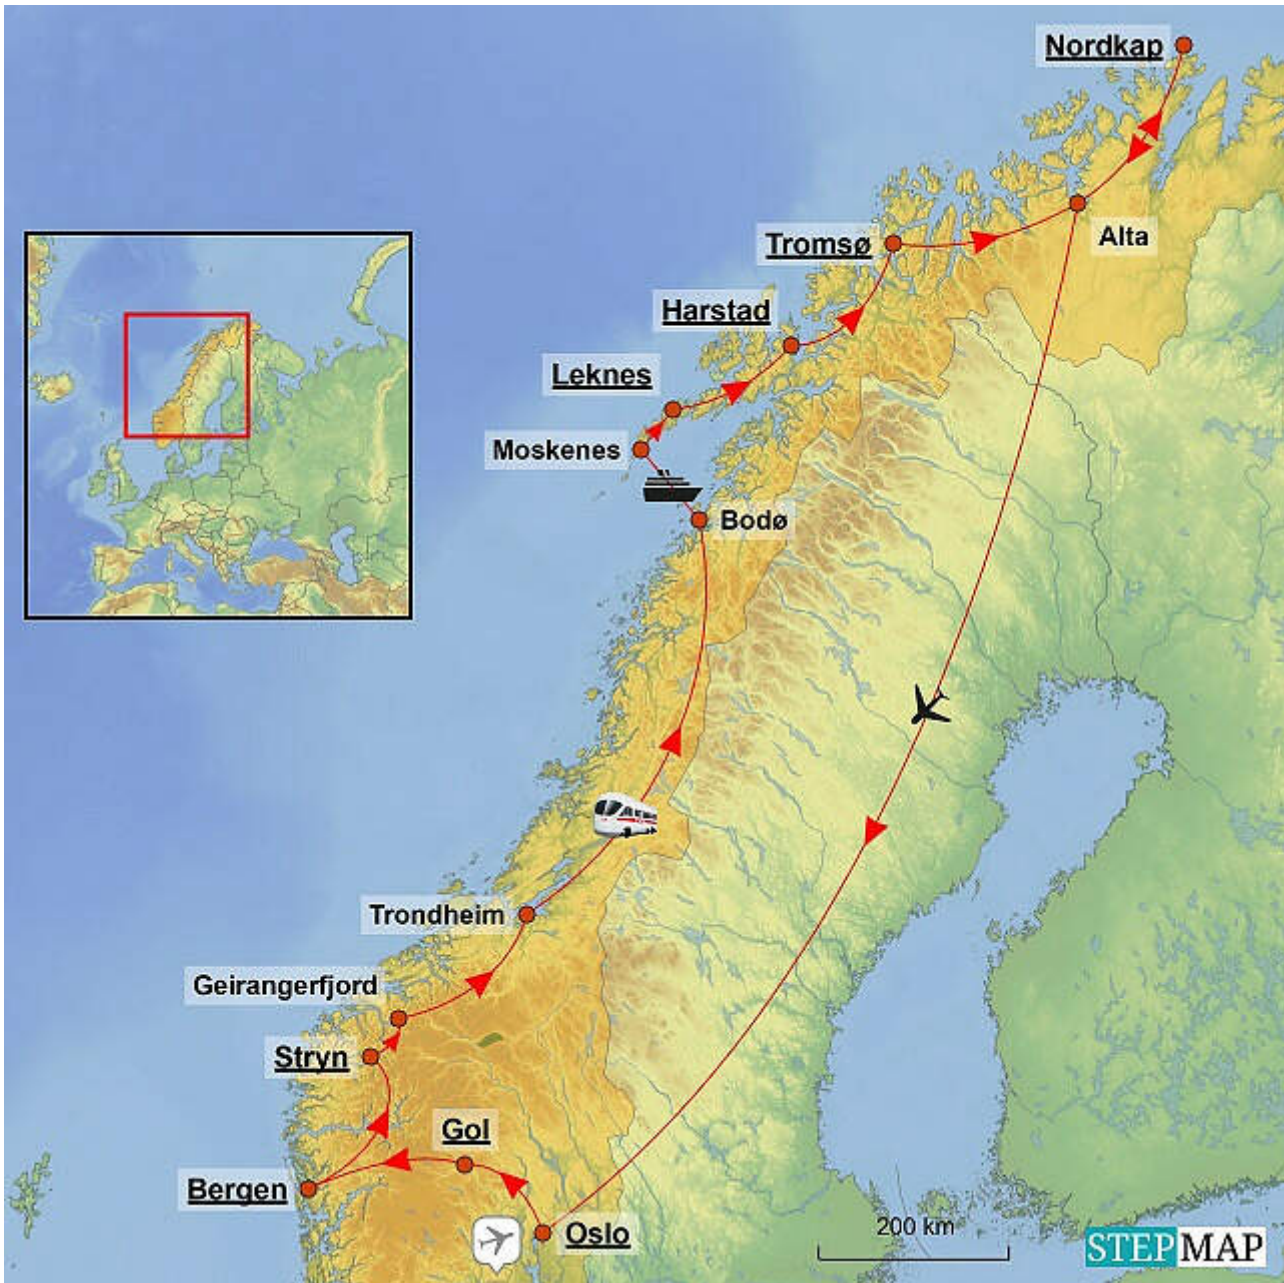 Nordkap
Alta
Tromsø
Harstad
Leknes
Moskenes
Bodø
Trondheim
Geirangerfjord
Stryn
Gol
Bergen
Oslo
200 km
STEPMAP